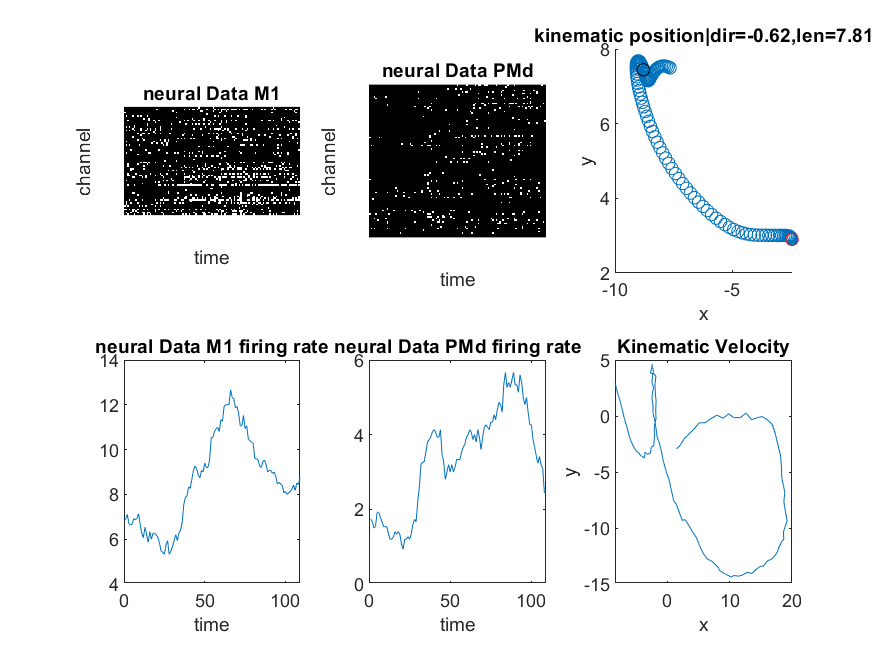 neural Data M1
channel
time
neural Data PMd
channel
time
kinematic position|dir=-0.62,len=7.81
8
6
4
2
y
-10
-5
x
neural Data M1 firing rate
14
12
10
8
6
4
0
50
100
time
neural Data PMd firing rate
6
4
2
0
0
50
100
time
Kinematic Velocity
5
0
-5
-10
-15
y
0
10
20
x